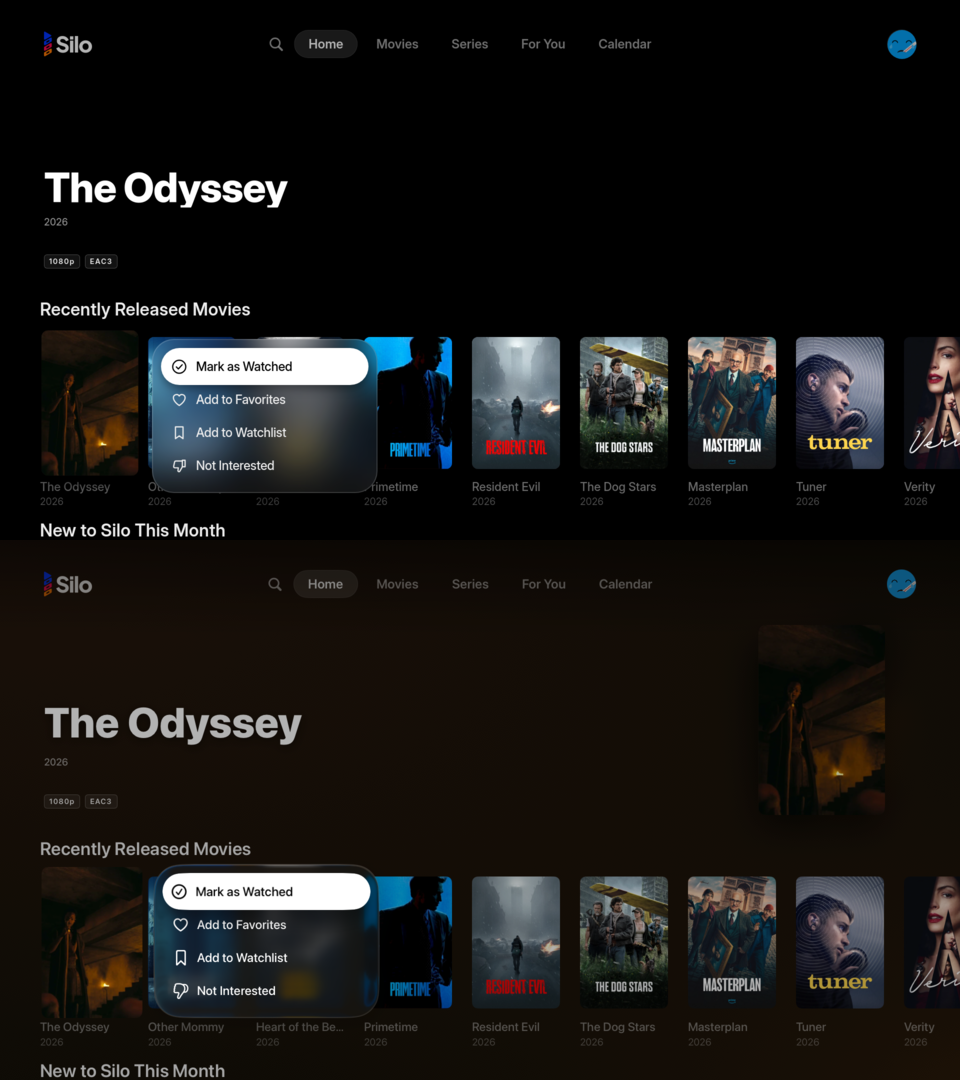 Silo
Home Movies Series For You Calendar
The Odyssey
2026
1080p EAC3
Recently Released Movies
Mark as Watched
Add to Favorites
Add to Watchlist
Not Interested
PRIMETIME
RESIDENT EVIL
THE DOG STARS
MASTERPLAN
tuner
Veri
The Odyssey
Primetime
Resident Evil
The Dog Stars
Masterplan
Tuner
Verity
2026 2026 2026 2026 2026 2026 2026 2026 2026
New to Silo This Month
Silo
Home Movies Series For You Calendar
The Odyssey
2026
1080p EAC3
Recently Released Movies
Mark as Watched
Add to Favorites
Add to Watchlist
Not Interested
PRIMETIME
RESIDENT EVIL
THE DOG STARS
MASTERPLAN
tuner
Veri
The Odyssey Other Mommy Heart of the Be... Primetime Resident Evil The Dog Stars Masterplan Tuner Verity
2026 2026 2026 2026 2026 2026 2026 2026 2026
New to Silo This Month